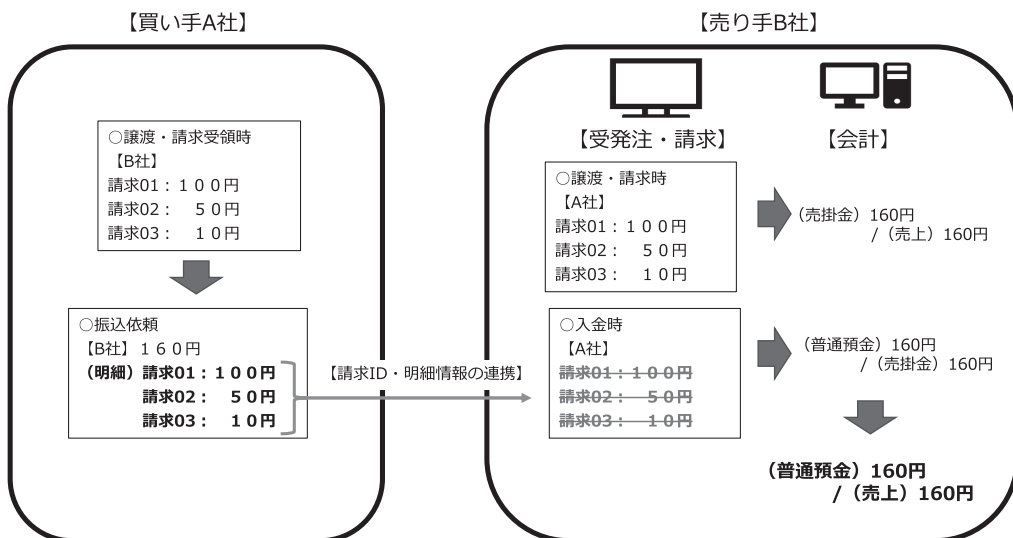 【買い手A社】
○譲渡・請求受領時
【B社】
請求01：１００円
請求02：　５０円
請求03：　１０円
○振込依頼
【B社】１６０円
（明細）請求01：１００円
請求02：　５０円
請求03：　１０円
【請求ID・明細情報の連携】
【売り手B社】
【受発注・請求】
【会計】
○譲渡・請求時
【A社】
請求01：１００円
請求02：　５０円
請求03：　１０円
（売掛金）160円
/（売上）160円
○入金時
【A社】
請求01：１００円
請求02：　５０円
請求03：　１０円
（普通預金）160円
/（売掛金）160円
（普通預金）160円
/（売上）160円